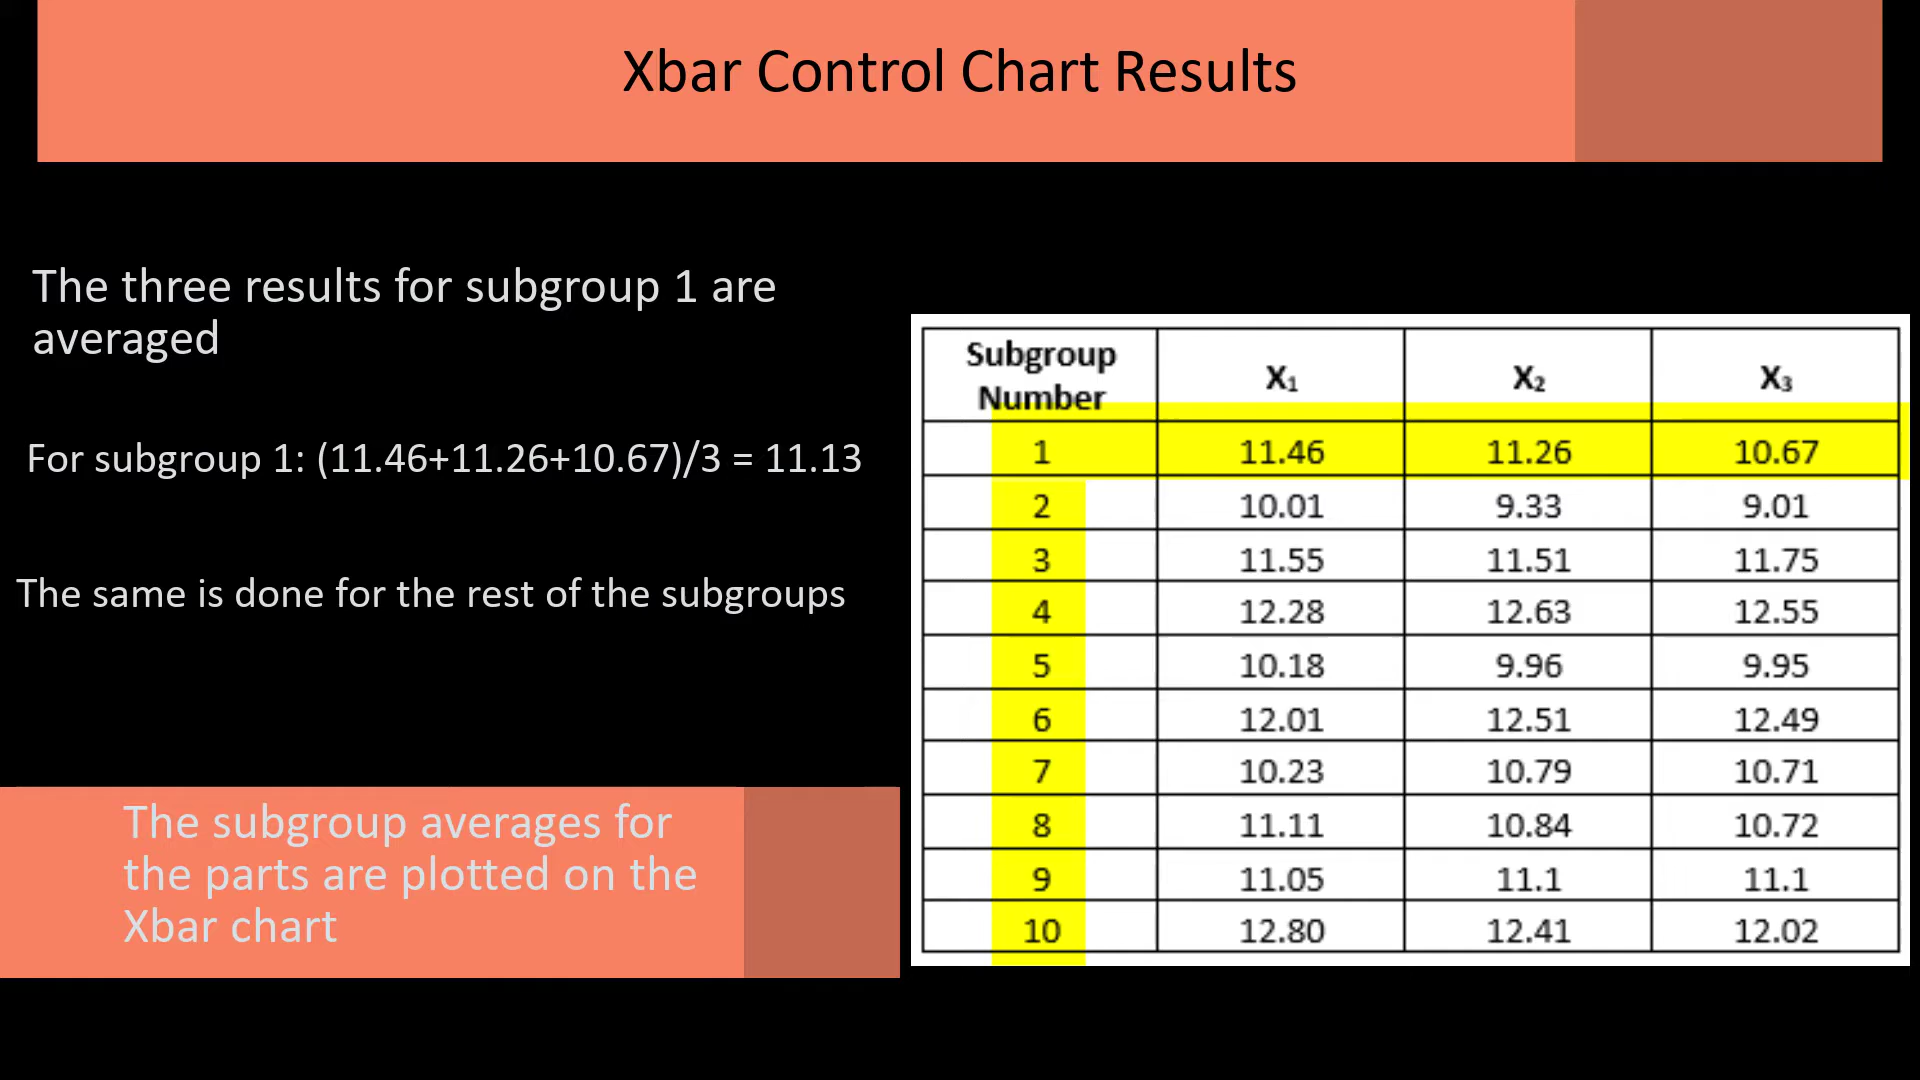 Xbar Control Chart Results
The three results for subgroup 1 are
averaged
For subgroup 1: (11.46+11.26+10.67)/3 = 11.13
The same is done for the rest of the subgroups
The subgroup averages for
the parts are plotted on the
Xbar chart
Subgroup
Number X₁ X₂ X₃
1 11.46 11.26 10.67
2 10.01 9.33 9.01
3 11.55 11.51 11.75
4 12.28 12.63 12.55
5 10.18 9.96 9.95
6 12.01 12.51 12.49
7 10.23 10.79 10.71
8 11.11 10.84 10.72
9 11.05 11.1 11.1
10 12.80 12.41 12.02